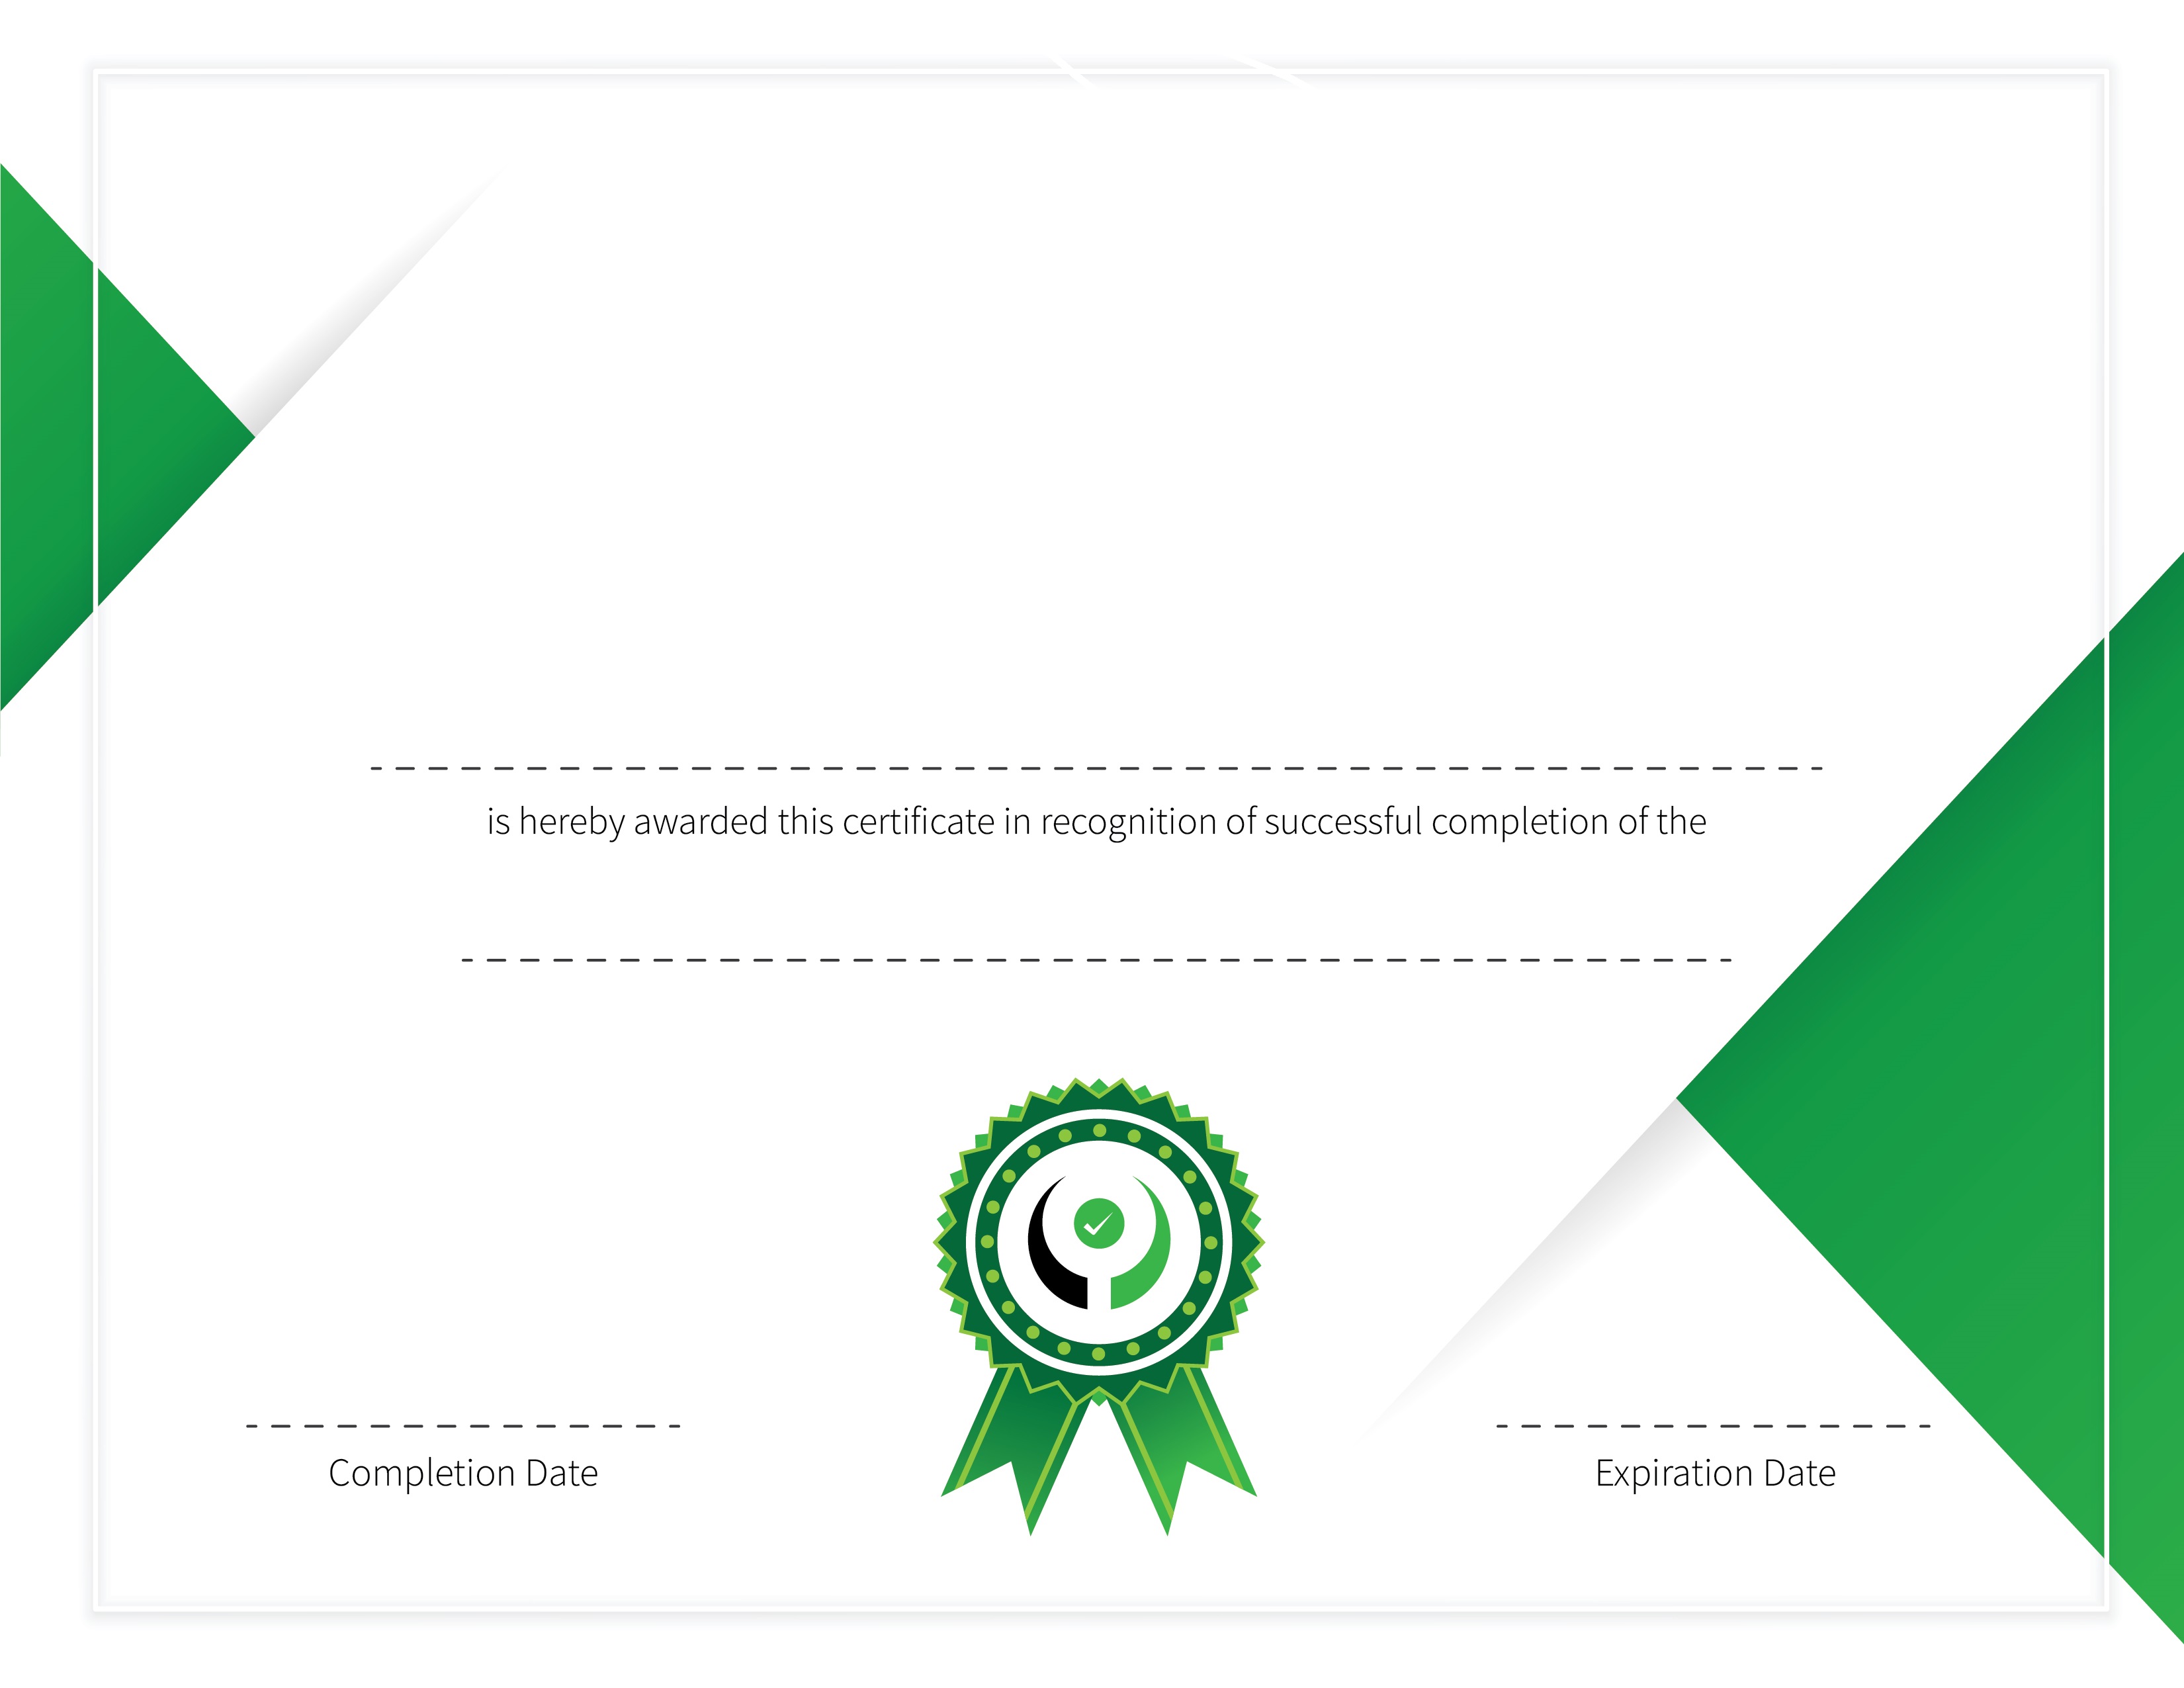 is hereby awarded this certificate in recognition of successful completion of the
Completion Date
Expiration Date